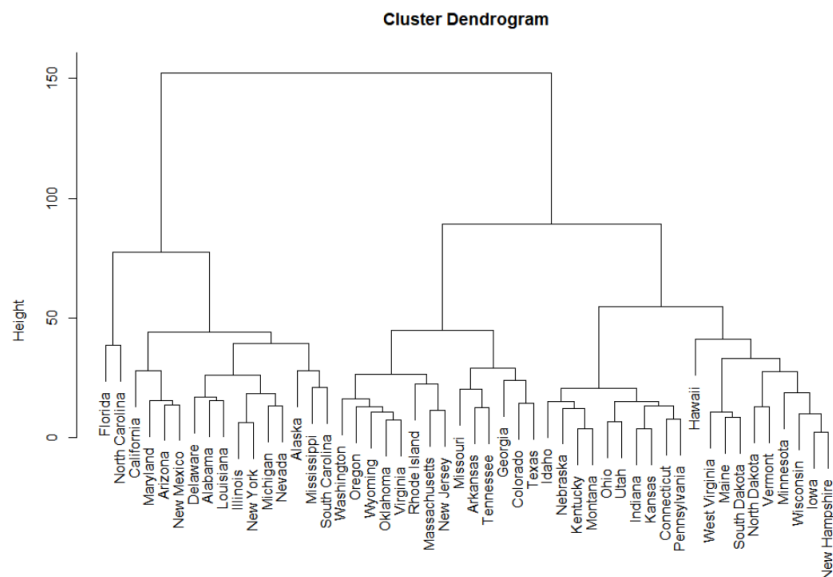 Cluster Dendrogram
Height
150
100
50
0
Florida
North Carolina
California
Maryland
Arizona
New Mexico
Delaware
Alabama
Louisiana
Illinois
New York
Michigan
Nevada
Alaska
Mississippi
South Carolina
Washington
Oregon
Wyoming
Oklahoma
Virginia
Rhode Island
Massachusetts
New Jersey
Missouri
Arkansas
Tennessee
Georgia
Colorado
Texas
Idaho
Nebraska
Kentucky
Montana
Ohio
Utah
Indiana
Kansas
Connecticut
Pennsylvania
Hawaii
West Virginia
Maine
South Dakota
North Dakota
Vermont
Minnesota
Wisconsin
Iowa
New Hampshire